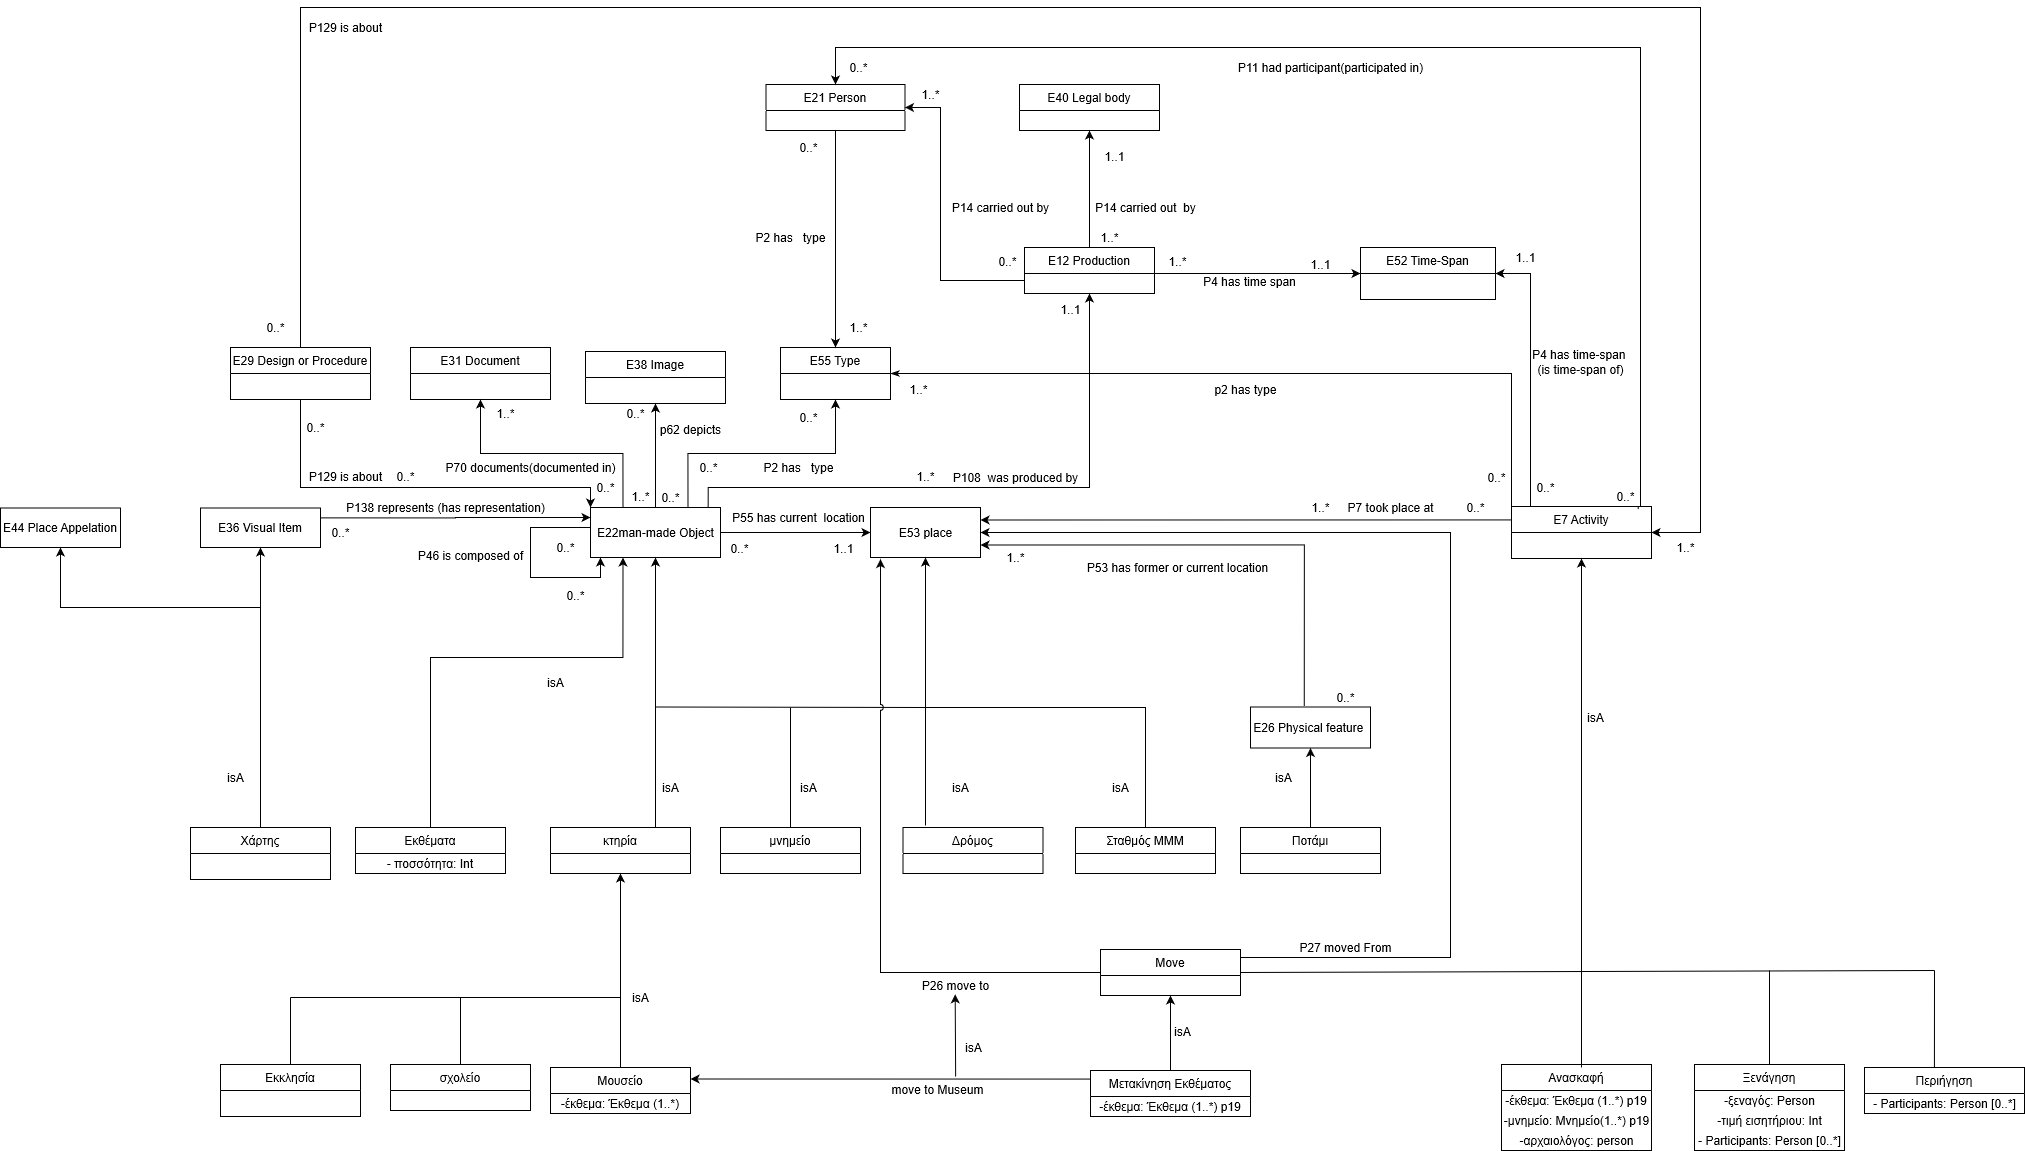 P129 is about
0..*
P11 had participant(participated in)
E21 Person
1..*
E40 Legal body
0..*
1..1
P14 carried out by
P14 carried out  by
P2 has   type
1..*
0..*
E12 Production
1..*
1..1
E52 Time-Span
1..1
P4 has time span
1..1
0..*
1..*
E29 Design or Procedure
E31 Document
E38 Image
E55 Type
P4 has time-span
(is time-span of)
1..*
p2 has type
0..*
1..*
0..*
p62 depicts
0..*
P70 documents(documented in)
0..*
P2 has   type
P129 is about
0..*
1..*
P108  was produced by
0..*
0..*
1..*
0..*
0..*
0..*
P138 represents (has representation)
1..*
P7 took place at
0..*
E44 Place Appelation
E36 Visual Item
0..*
E22man-made Object
P55 has current  location
E53 place
E7 Activity
P46 is composed of
0..*
0..*
1..1
1..*
1..*
P53 has former or current location
0..*
isA
0..*
E26 Physical feature
isA
isA
isA
isA
isA
isA
isA
isA
Χάρτης
Εκθέματα
- ποσσότητα: Int
κτηρία
μνημείο
Δρόμος
Σταθμός ΜΜΜ
Ποτάμι
P27 moved From
Move
P26 move to
isA
isA
isA
Εκκλησία
σχολείο
Μουσείο
-έκθεμα: Έκθεμα (1..*)
move to Museum
Μετακίνηση Εκθέματος
-έκθεμα: Έκθεμα (1..*) p19
Ανασκαφή
-έκθεμα: Έκθεμα (1..*) p19
-μνημείο: Μνημείο(1..*) p19
-αρχαιολόγος: person
Ξενάγηση
-ξεναγός: Person
-τιμή εισητήριου: Int
- Participants: Person [0..*]
Περιήγηση
- Participants: Person [0..*]